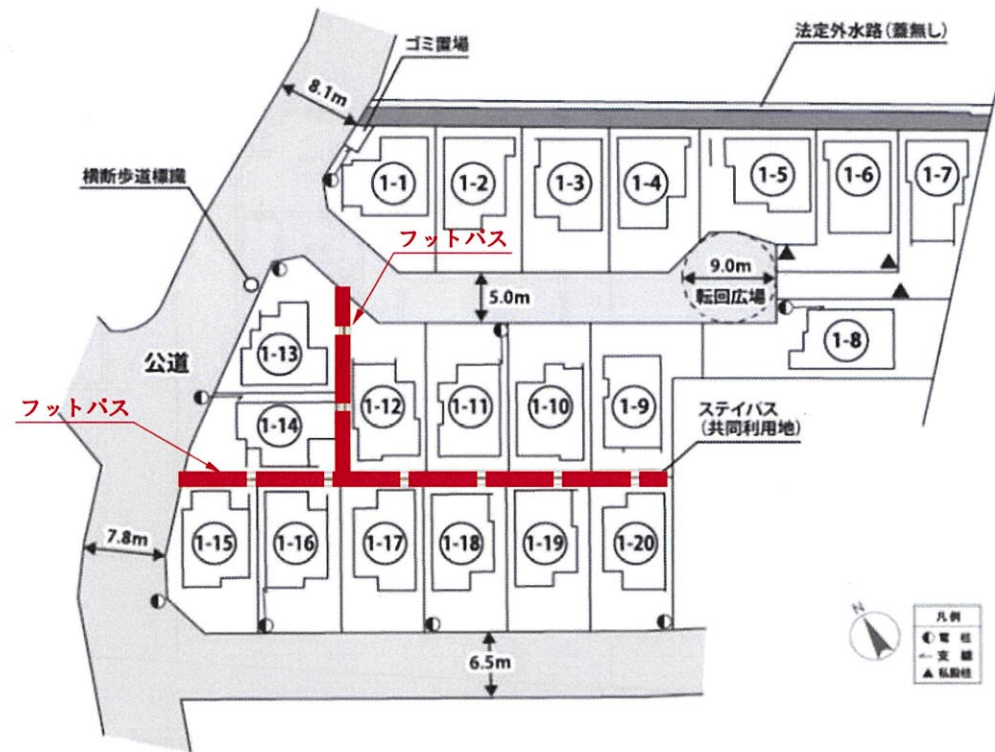 ゴミ置場
法定外水路(蓋無し)
8.1m
横断歩道標識
1-1
1-2
1-3
1-4
1-5
1-6
1-7
フットパス
5.0m
9.0m
転回広場
公道
1-13
1-8
1-14
1-12
1-11
1-10
1-9
フットパス
ステイパス
(共同利用地)
7.8m
1-15
1-16
1-17
1-18
1-19
1-20
6.5m
N
凡例
電柱
支線
私設柱